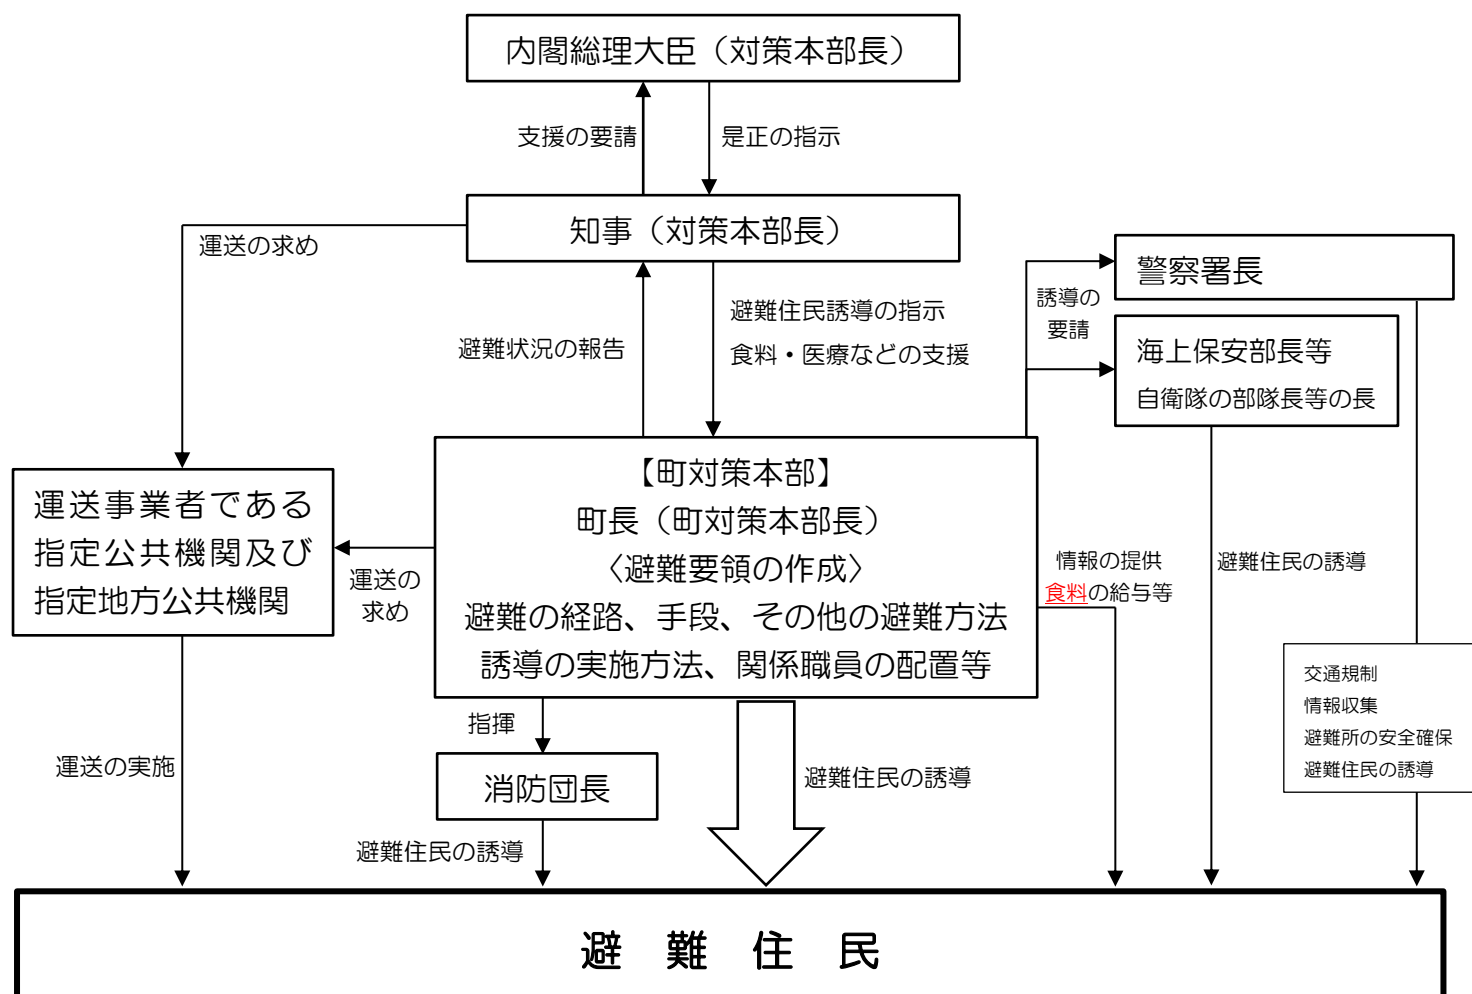 内閣総理大臣（対策本部長）
支援の要請
是正の指示
知事（対策本部長）
運送の求め
避難状況の報告
避難住民誘導の指示
食料・医療などの支援
誘導の
要請
警察署長
海上保安部長等
自衛隊の部隊長等の長
運送事業者である
指定公共機関及び
指定地方公共機関
運送の
求め
【町対策本部】
町長（町対策本部長）
〈避難要領の作成〉
避難の経路、手段、その他の避難方法
誘導の実施方法、関係職員の配置等
情報の提供
食料の給与等
避難住民の誘導
交通規制
情報収集
避難所の安全確保
避難住民の誘導
指揮
運送の実施
消防団長
避難住民の誘導
避難住民の誘導
避 難 住 民